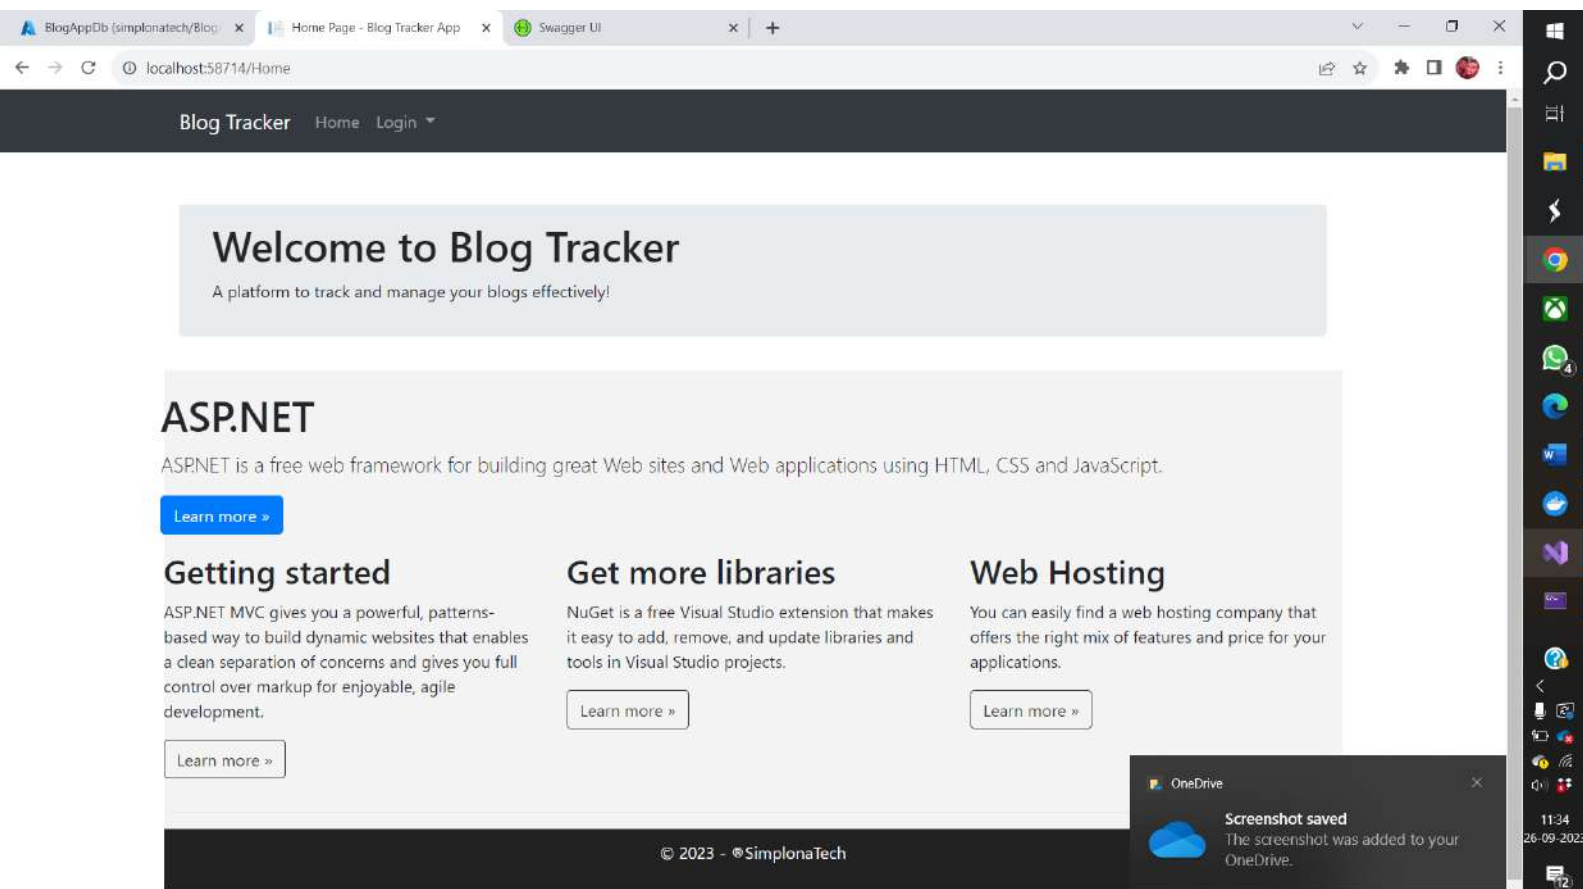 BlogAppDb (simplonatech/Blog
Home Page - Blog Tracker App
Swagger UI
localhost:58714/Home
Blog Tracker
Home
Login
Welcome to Blog Tracker
A platform to track and manage your blogs effectively!
ASP.NET
ASP.NET is a free web framework for building great Web sites and Web applications using HTML, CSS and JavaScript.
Learn more »
Getting started
ASP.NET MVC gives you a powerful, patterns-
based way to build dynamic websites that enables
a clean separation of concerns and gives you full
control over markup for enjoyable, agile
development.
Learn more »
Get more libraries
NuGet is a free Visual Studio extension that makes
it easy to add, remove, and update libraries and
tools in Visual Studio projects.
Learn more »
Web Hosting
You can easily find a web hosting company that
offers the right mix of features and price for your
applications.
Learn more »
© 2023 - ®SimplonaTech
OneDrive
Screenshot saved
The screenshot was added to your
OneDrive.
4
W
11:34
26-09-2023
12